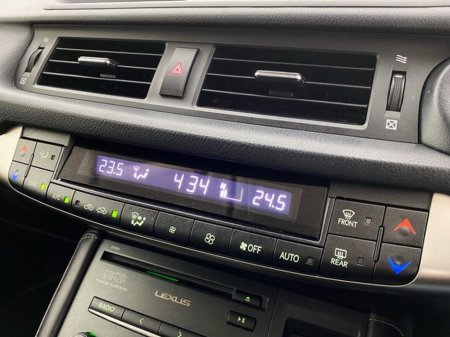 23.5 4:34 24.5
FRONT
OFF AUTO REAR
LEXUS
RADIO